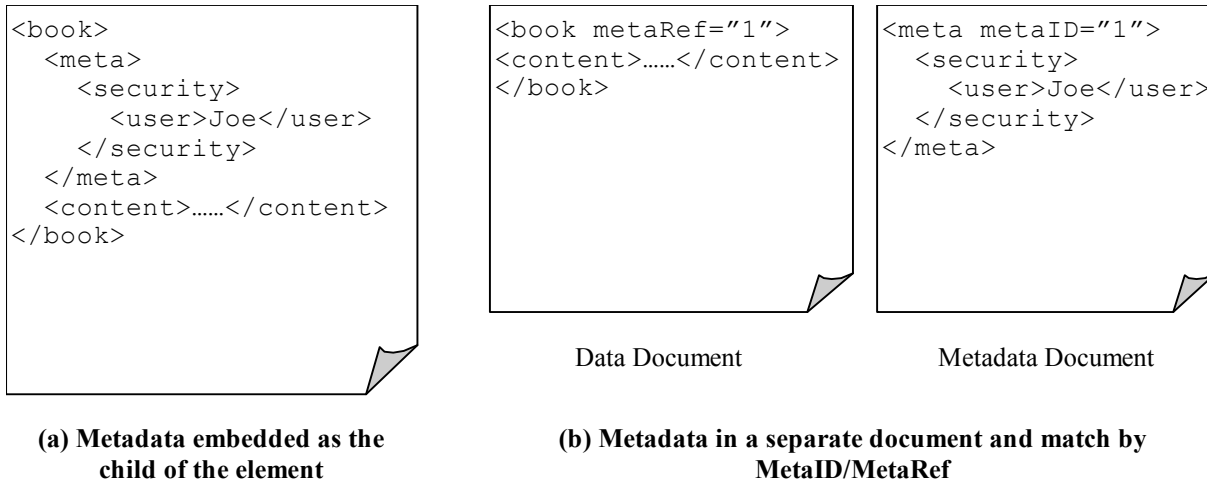 <book>
  <meta>
    <security>
      <user>Joe</user>
    </security>
  </meta>
  <content>……</content>
</book>
(a) Metadata embedded as the
child of the element
<book metaRef=”1”>
<content>……</content>
</book>
Data Document
<meta metaID=”1”>
  <security>
    <user>Joe</user>
  </security>
</meta>
Metadata Document
(b) Metadata in a separate document and match by
MetaID/MetaRef